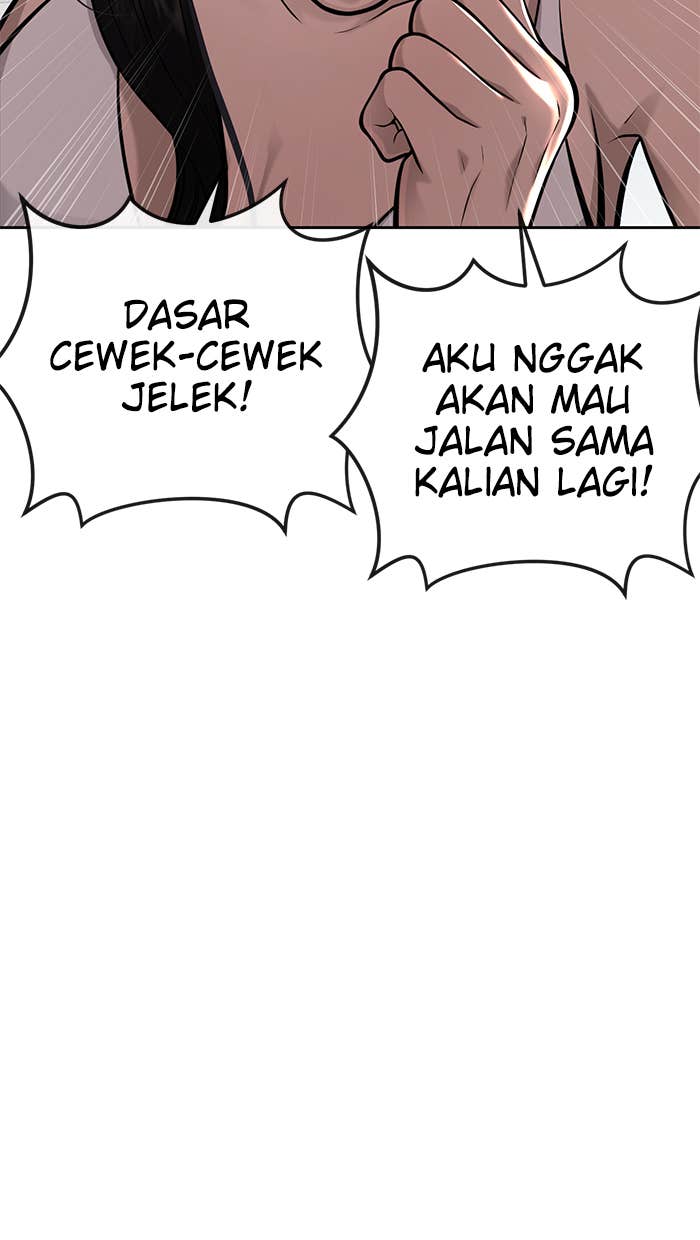 DASAR
CEWEK-CEWEK
JELEK!
AKU NGGAK
AKAN MAU
JALAN SAMA
KALIAN LAGI!